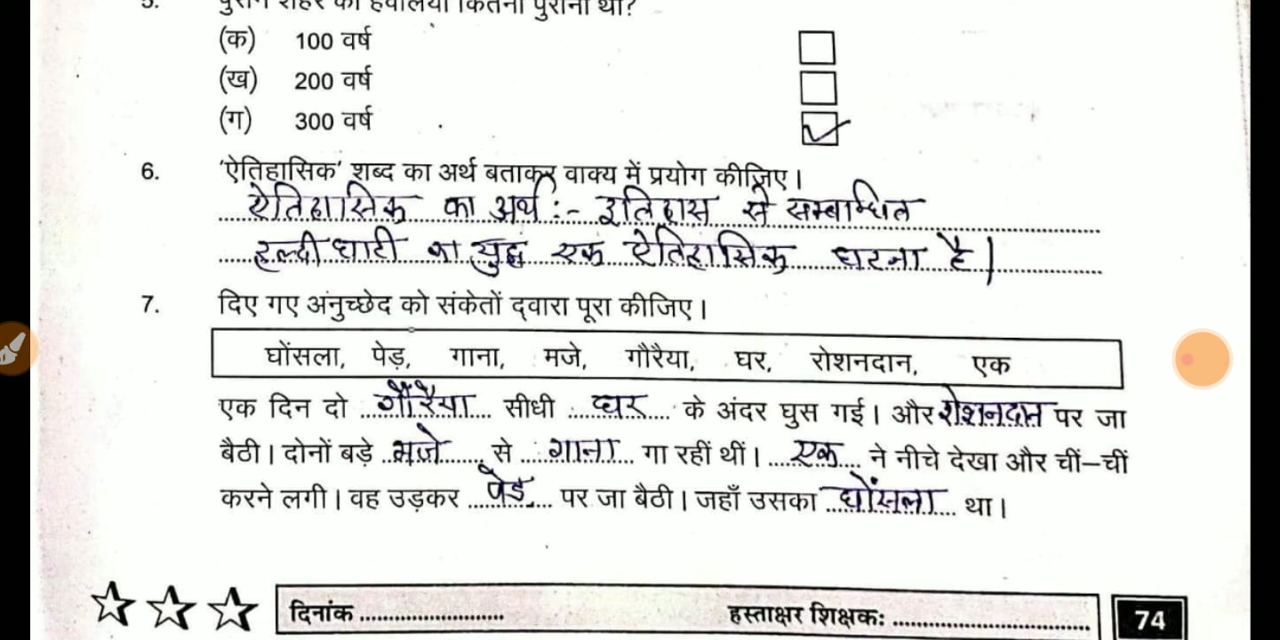 5. पुराने शहर की हवेलियाँ कितनी पुरानी थी?
(क) 100 वर्ष
(ख) 200 वर्ष
(ग) 300 वर्ष
6. 'ऐतिहासिक' शब्द का अर्थ बताकर वाक्य में प्रयोग कीजिए।
ऐतिहासिक का अर्थ :- इतिहास से सम्बान्धित
हल्दी घाटी का युद्ध एक ऐतिहासिक घटना है।
7. दिए गए अनुच्छेद को संकेतों द्वारा पूरा कीजिए।
घोंसला, पेड़, गाना, मजे, गौरैया, घर, रोशनदान, एक
एक दिन दो गौरैया सीधी घर के अंदर घुस गई। और रोशनदान पर जा
बैठी। दोनों बड़े मजे से गाना गा रहीं थीं। एक ने नीचे देखा और चीं–चीं
करने लगी। वह उड़कर पेड़ पर जा बैठी। जहाँ उसका घोंसला था।
दिनांक ........................ हस्ताक्षर शिक्षक: ................................ 74